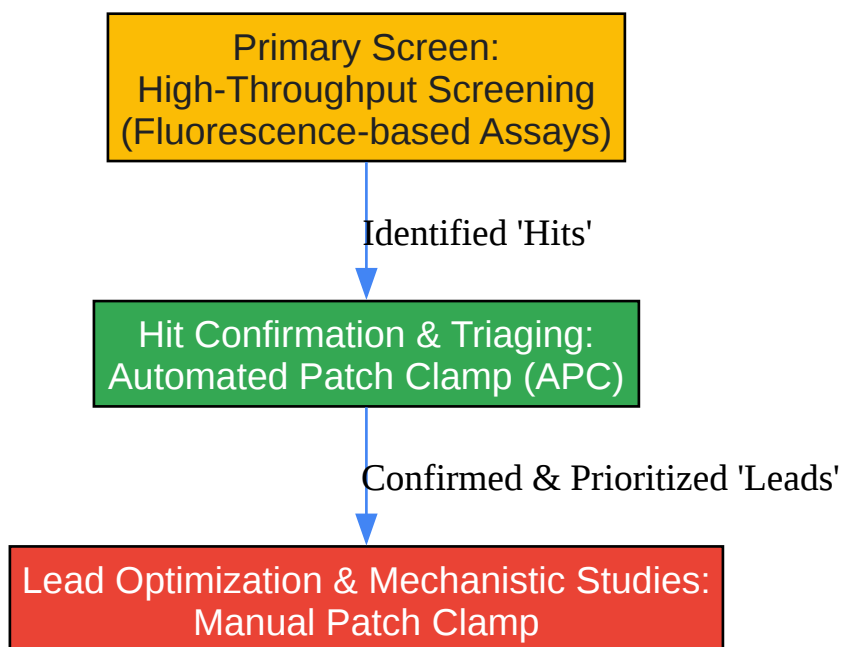 Primary Screen:
High-Throughput Screening
(Fluorescence-based Assays)
Identified 'Hits'
Hit Confirmation & Triaging:
Automated Patch Clamp (APC)
Confirmed & Prioritized 'Leads'
Lead Optimization & Mechanistic Studies:
Manual Patch Clamp